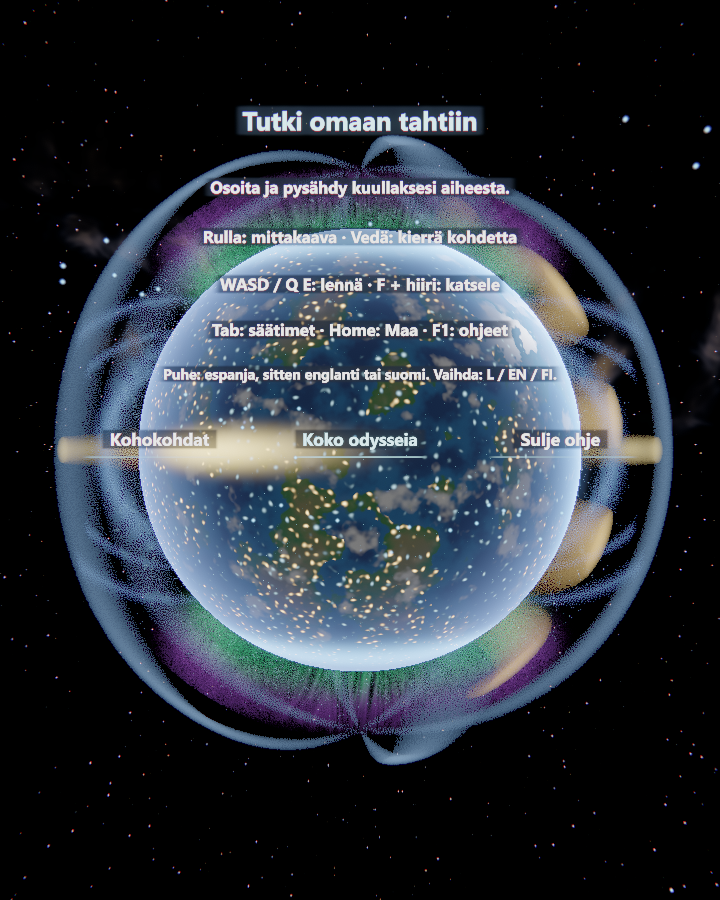 Tutki omaan tahtiin
Osoita ja pysähdy kuullaksesi aiheesta.
Rulla: mittakaava · Vedä: kierrä kohdetta
WASD / Q E: lennä · F + hiiri: katsele
Tab: säätimet · Home: Maa · F1: ohjeet
Puhe: espanja, sitten englanti tai suomi. Vaihda: L / EN / FI.
Kohokohdat Koko odysseia Sulje ohje